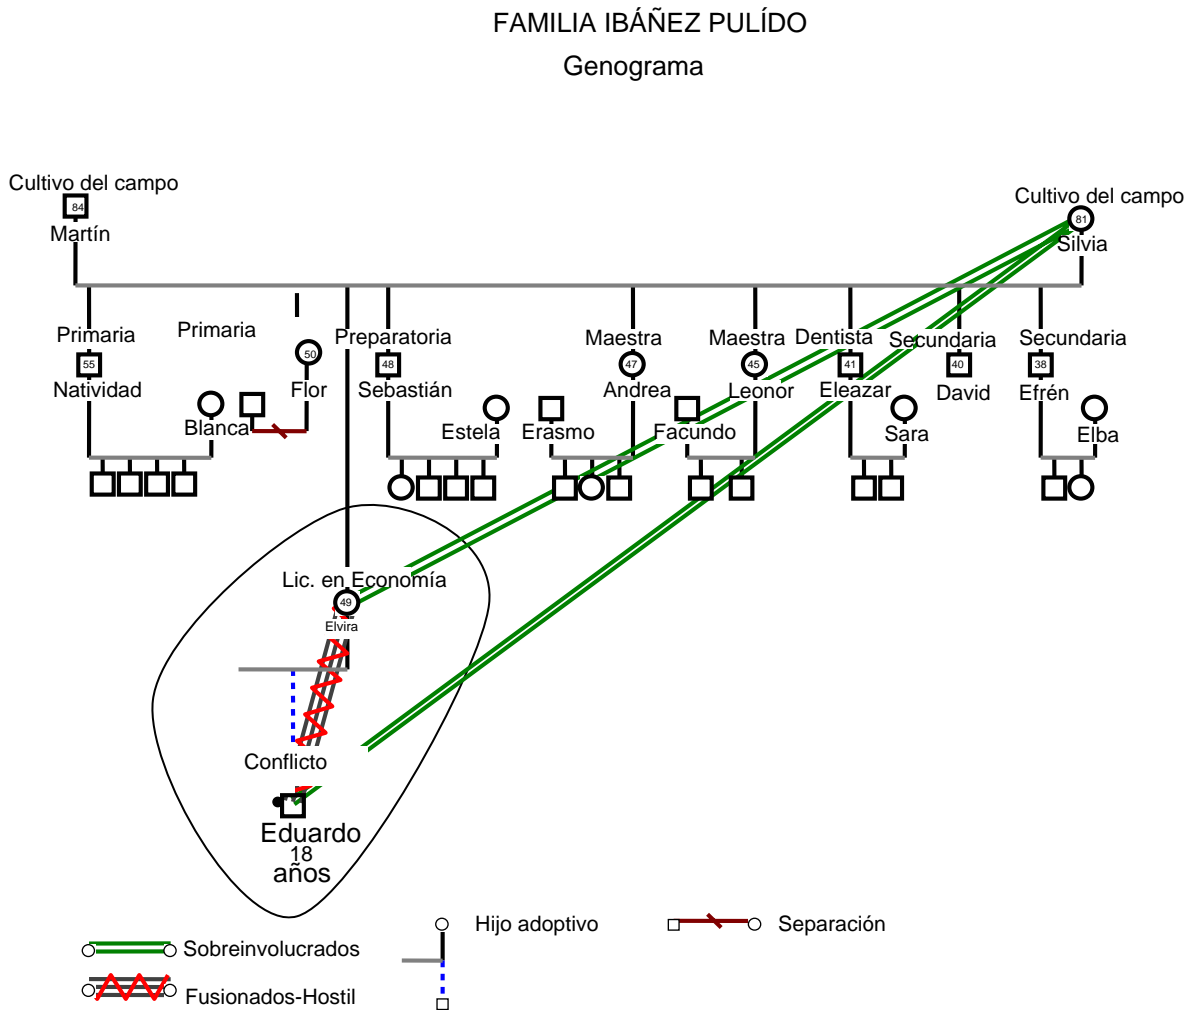 FAMILIA IBÁÑEZ PULÍDO
Genograma
Cultivo del campo
84
Martín
Cultivo del campo
81
Silvia
Primaria
55
Natividad
Primaria
50
Flor
Preparatoria
48
Sebastián
Maestra
47
Andrea
Maestra
45
Leonor
Dentista
41
Eleazar
Secundaria
40
David
Secundaria
38
Efrén
Blanca
Estela
Erasmo
Facundo
Sara
Elba
Lic. en Economía
49
Elvira
Conflicto
Eduardo
18
años
Sobreinvolucrados
Fusionados-Hostil
Hijo adoptivo
Separación